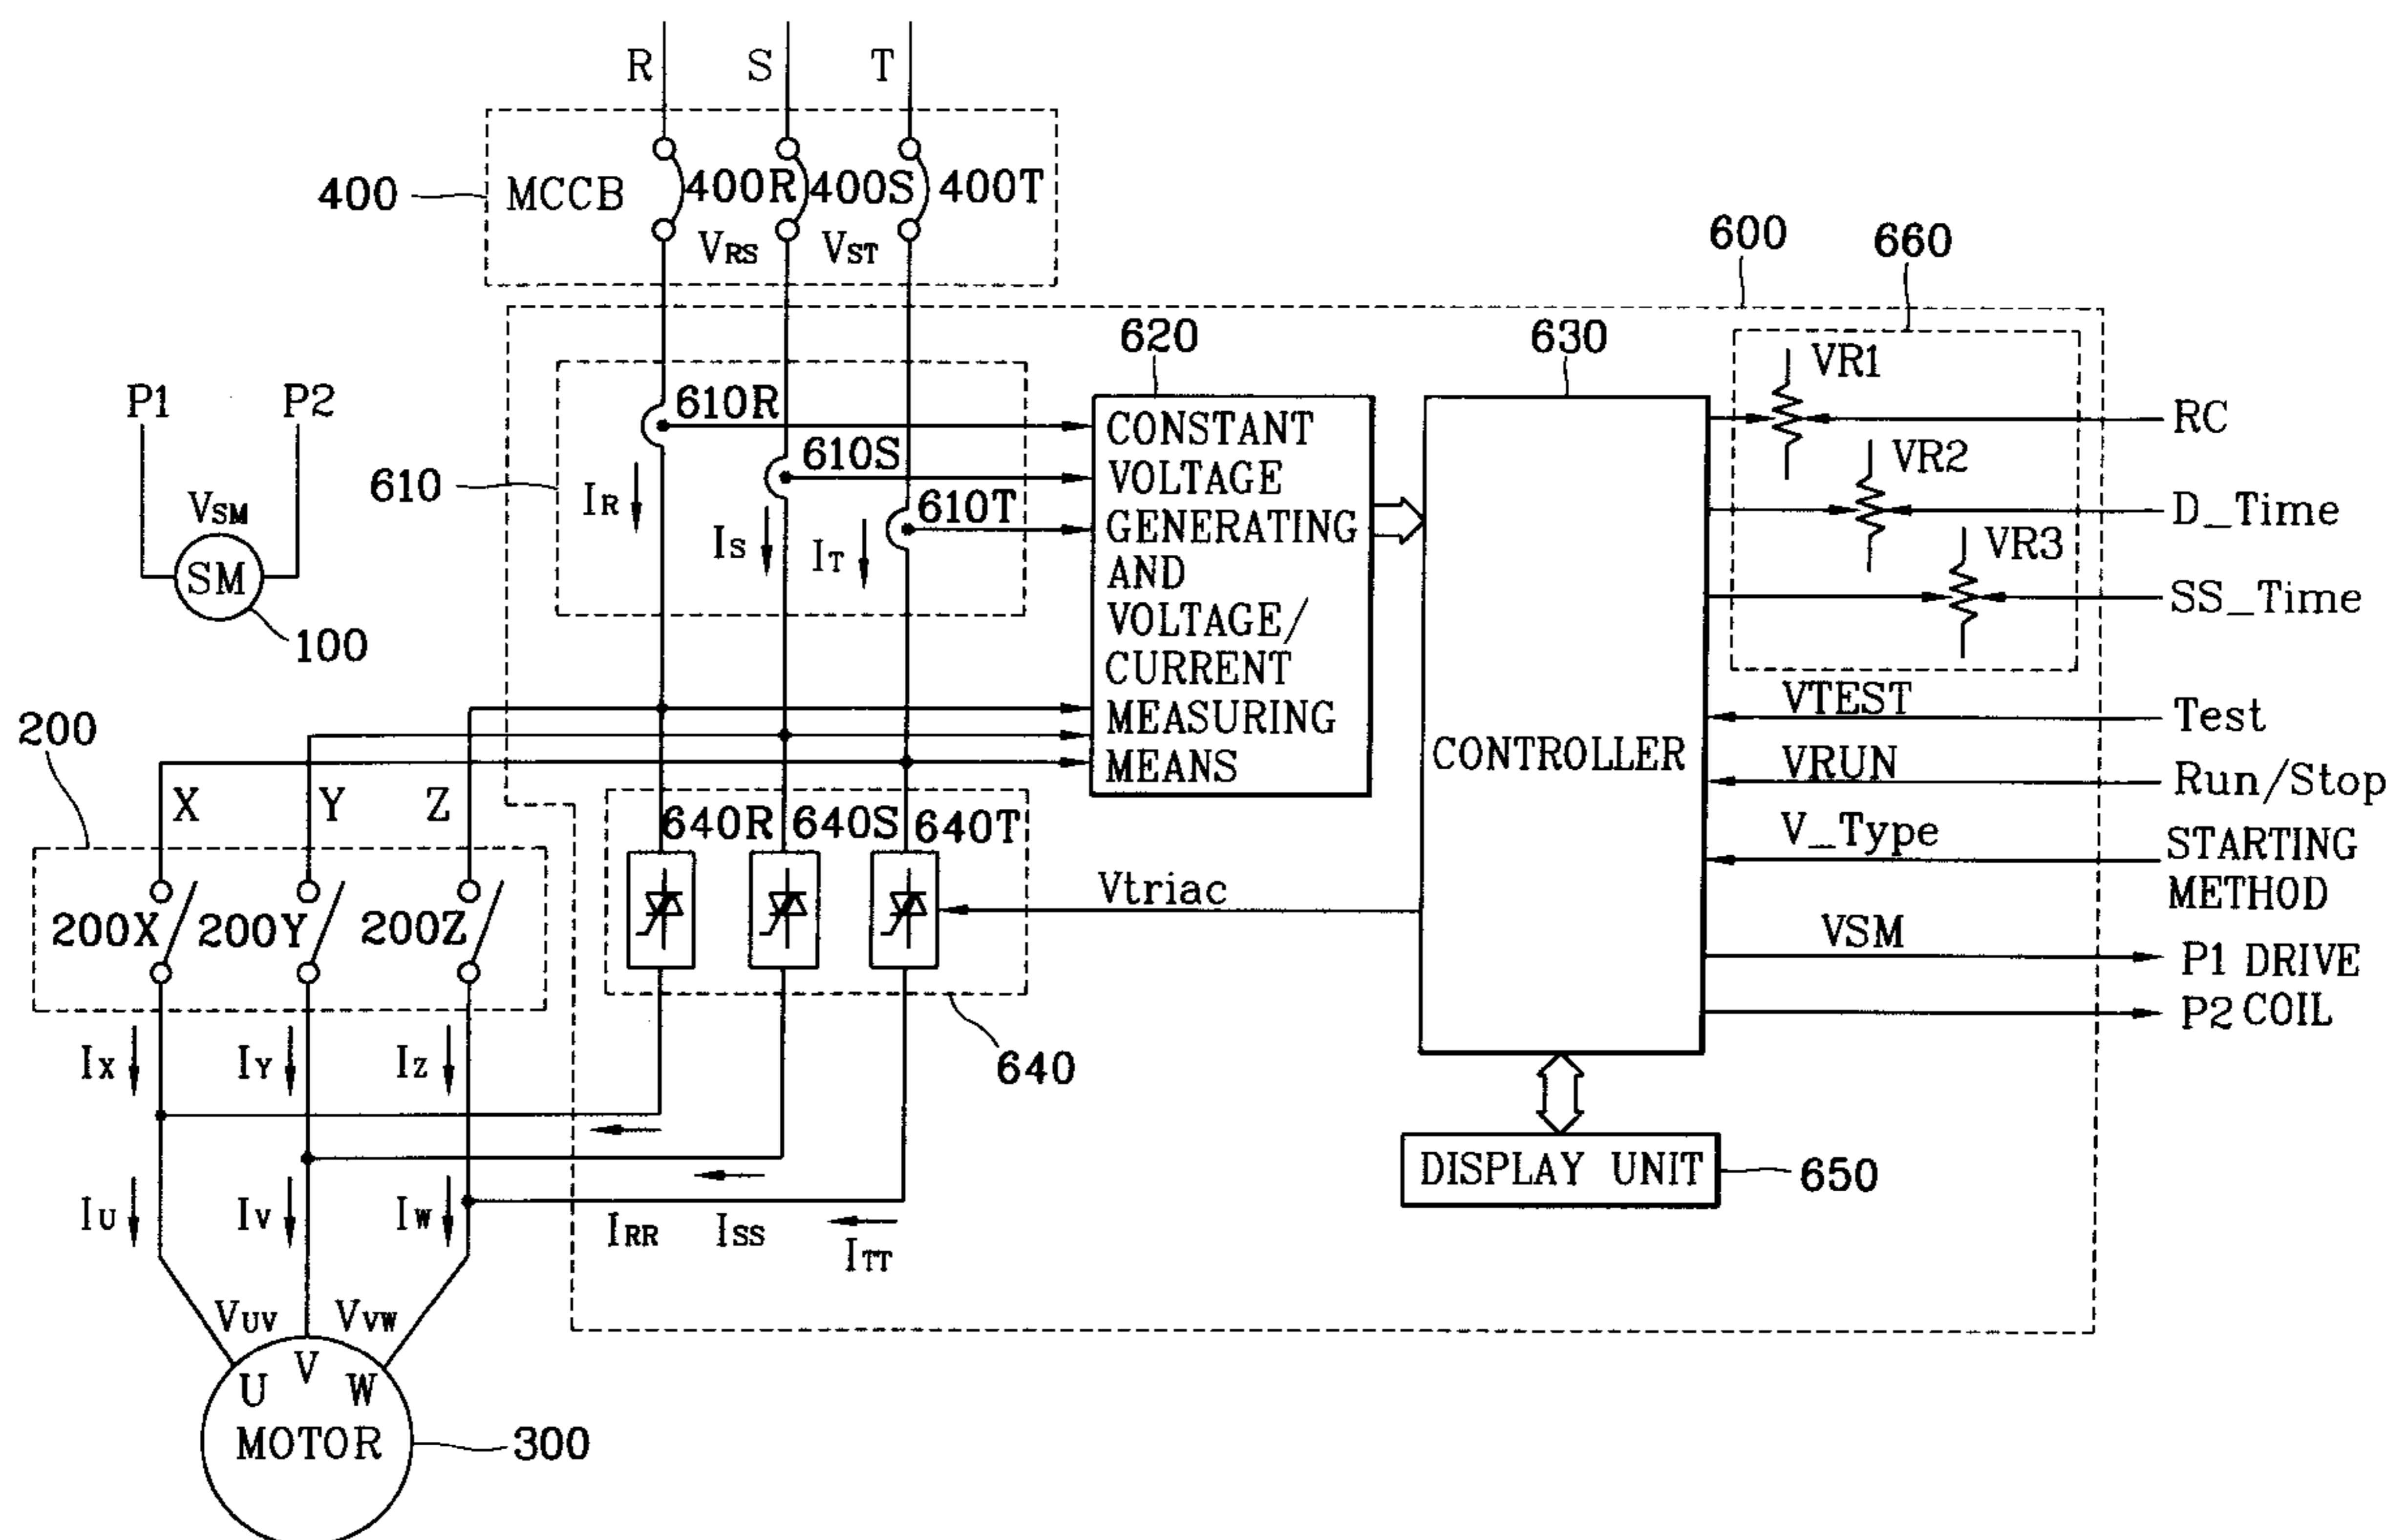 R S T
400 MCCB 400R 400S 400T
VRS VST
600
660
620
630
P1 P2
610R
VR1
RC
CONSTANT
VOLTAGE
GENERATING
AND
VOLTAGE/
CURRENT
MEASURING
MEANS
610S
VR2
610
IR
610T
D_Time
VSM
IS
IT
VR3
SM
SS_Time
100
200
VTEST
Test
CONTROLLER
VRUN
Run/Stop
X Y Z
640R 640S 640T
V_Type
STARTING
METHOD
Vtriac
200X 200Y 200Z
VSM
P1 DRIVE
P2 COIL
IX IY IZ
640
DISPLAY UNIT
650
IU IV IW
IRR ISS
ITT
VUV VVW
U V W
MOTOR
300